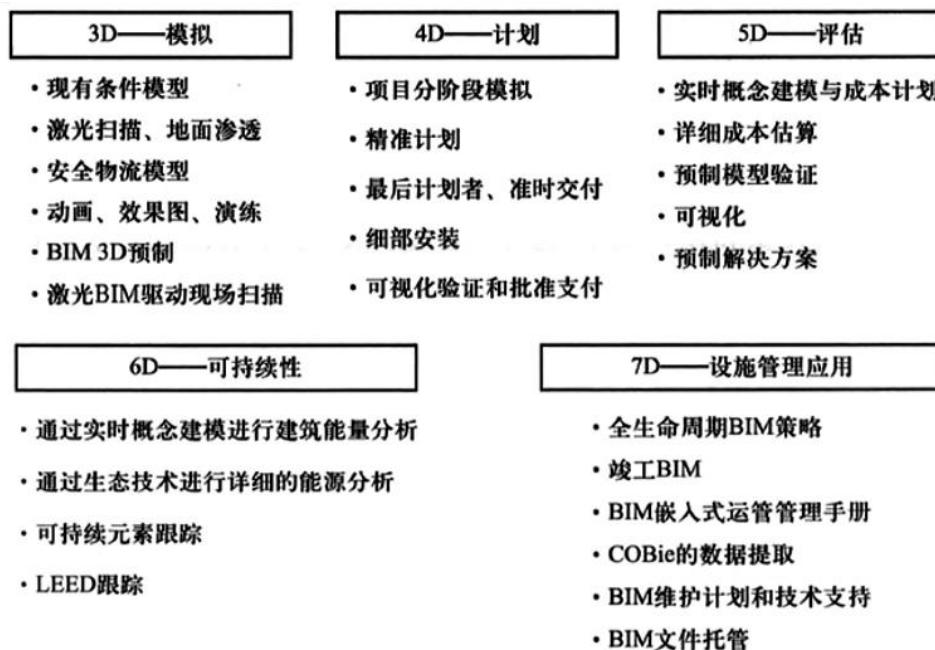 3D——模拟
· 现有条件模型
· 激光扫描、地面渗透
· 安全物流模型
· 动画、效果图、演练
· BIM 3D预制
· 激光BIM驱动现场扫描
4D——计划
· 项目分阶段模拟
· 精准计划
· 最后计划者、准时交付
· 细部安装
· 可视化验证和批准支付
5D——评估
· 实时概念建模与成本计划
· 详细成本估算
· 预制模型验证
· 可视化
· 预制解决方案
6D——可持续性
· 通过实时概念建模进行建筑能量分析
· 通过生态技术进行详细的能源分析
· 可持续元素跟踪
· LEED跟踪
7D——设施管理应用
· 全生命周期BIM策略
· 竣工BIM
· BIM嵌入式运管管理手册
· COBie的数据提取
· BIM维护计划和技术支持
· BIM文件托管